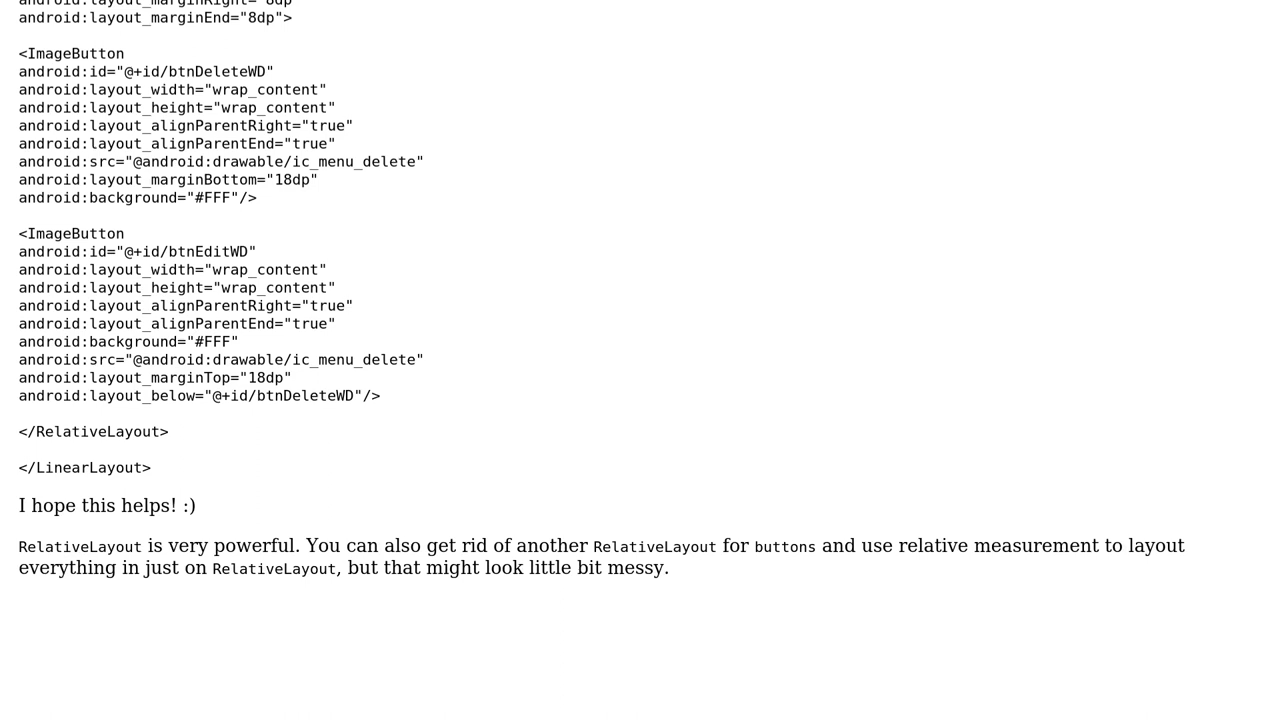 android:layout_marginRight="8dp"
android:layout_marginEnd="8dp">
<ImageButton
android:id="@+id/btnDeleteWD"
android:layout_width="wrap_content"
android:layout_height="wrap_content"
android:layout_alignParentRight="true"
android:layout_alignParentEnd="true"
android:src="@android:drawable/ic_menu_delete"
android:layout_marginBottom="18dp"
android:background="#FFF"/>
<ImageButton
android:id="@+id/btnEditWD"
android:layout_width="wrap_content"
android:layout_height="wrap_content"
android:layout_alignParentRight="true"
android:layout_alignParentEnd="true"
android:background="#FFF"
android:src="@android:drawable/ic_menu_delete"
android:layout_marginTop="18dp"
android:layout_below="@+id/btnDeleteWD"/>
</RelativeLayout>
</LinearLayout>
I hope this helps! :)
RelativeLayout is very powerful. You can also get rid of another RelativeLayout for buttons and use relative measurement to layout
everything in just on RelativeLayout, but that might look little bit messy.